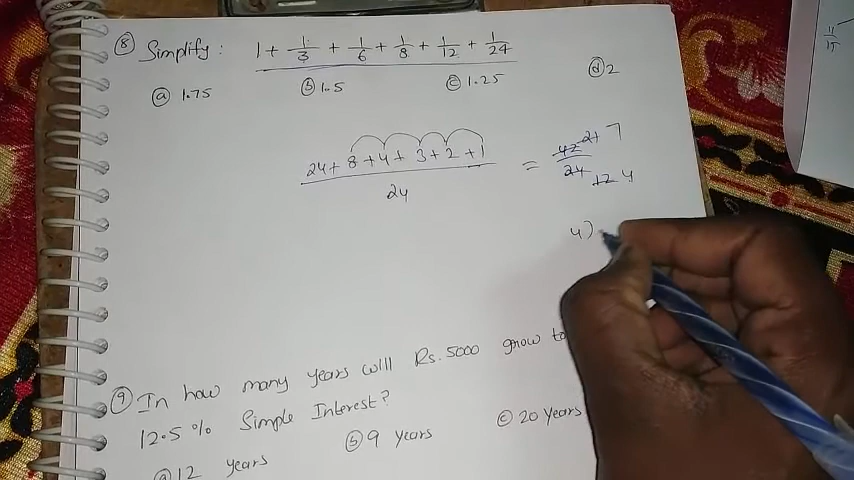 ⑧ Simplify: 1 + 1/3 + 1/6 + 1/8 + 1/12 + 1/24
ⓐ 1.75 ⓑ 1.5 ⓒ 1.25 ⓓ 2
24+ 8 +4 + 3+2 +1 / 24 = 42 21 7 / 24 12 4
4)
⑨ In how many years will Rs. 5000 grow to
12.5% Simple Interest?
ⓐ 12 years ⓑ 9 years ⓒ 20 years
11/15